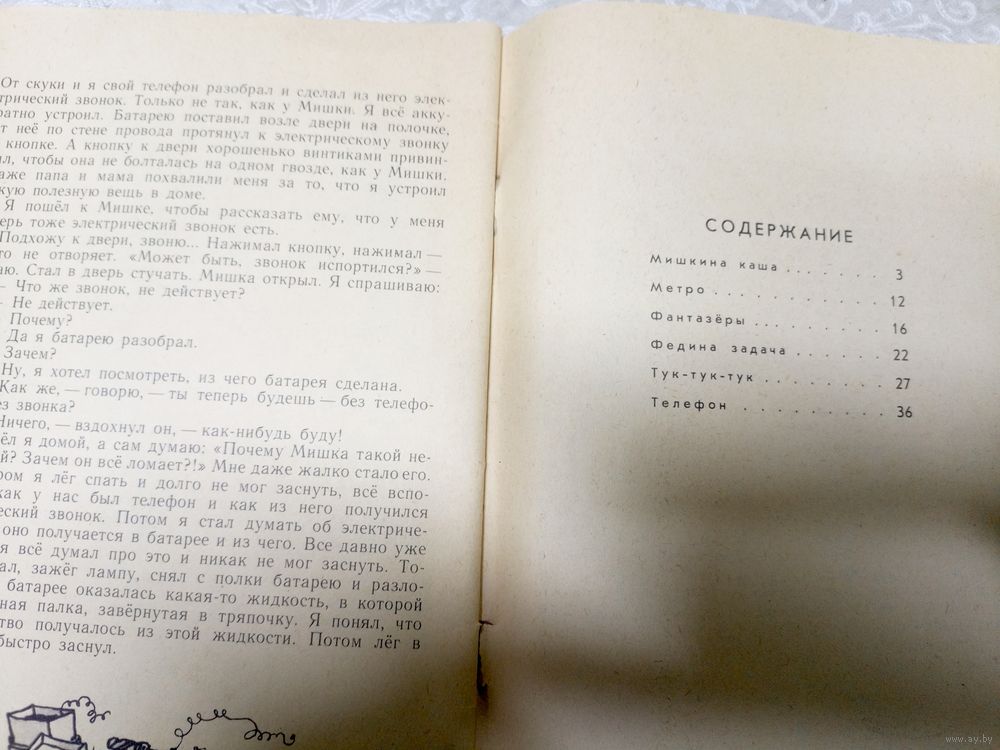 От скуки и я свой телефон разобрал и сделал из него элек-
трический звонок. Только не так, как у Мишки. Я всё акку-
ратно устроил. Батарею поставил возле двери на полочке,
от неё по стене провода протянул к электрическому звонку
кнопке. А кнопку к двери хорошенько винтиками привин-
ил, чтобы она не болталась на одном гвозде, как у Мишки.
аже папа и мама похвалили меня за то, что я устроил
кую полезную вещь в доме.
Я пошёл к Мишке, чтобы рассказать ему, что у меня
ерь тоже электрический звонок есть.
Подхожу к двери, звоню... Нажимал кнопку, нажимал —
то не отворяет. «Может быть, звонок испортился?» —
аю. Стал в дверь стучать. Мишка открыл. Я спрашиваю:
— Что же звонок, не действует?
— Не действует.
Почему?
Да я батарею разобрал.
Зачем?
Ну, я хотел посмотреть, из чего батарея сделана.
Как же, — говорю, — ты теперь будешь — без телефо-
ез звонка?
Ничего, — вздохнул он, — как-нибудь буду!
ёл я домой, а сам думаю: «Почему Мишка такой не-
й? Зачем он всё ломает?!» Мне даже жалко стало его.
ром я лёг спать и долго не мог заснуть, всё вспо-
как у нас был телефон и как из него получился
еский звонок. Потом я стал думать об электриче-
оно получается в батарее и из чего. Все давно уже
я всё думал про это и никак не мог заснуть. То-
ал, зажёг лампу, снял с полки батарею и разло-
батарее оказалась какая-то жидкость, в которой
ная палка, завёрнутая в тряпочку. Я понял, что
тво получалось из этой жидкости. Потом лёг в
быстро заснул.
СОДЕРЖАНИЕ
Мишкина каша . . . . . . . 3
Метро . . . . . . . . . . . 12
Фантазёры . . . . . . . . . 16
Федина задача . . . . . . . 22
Тук-тук-тук . . . . . . . . 27
Телефон . . . . . . . . . . 36
www.ay.by